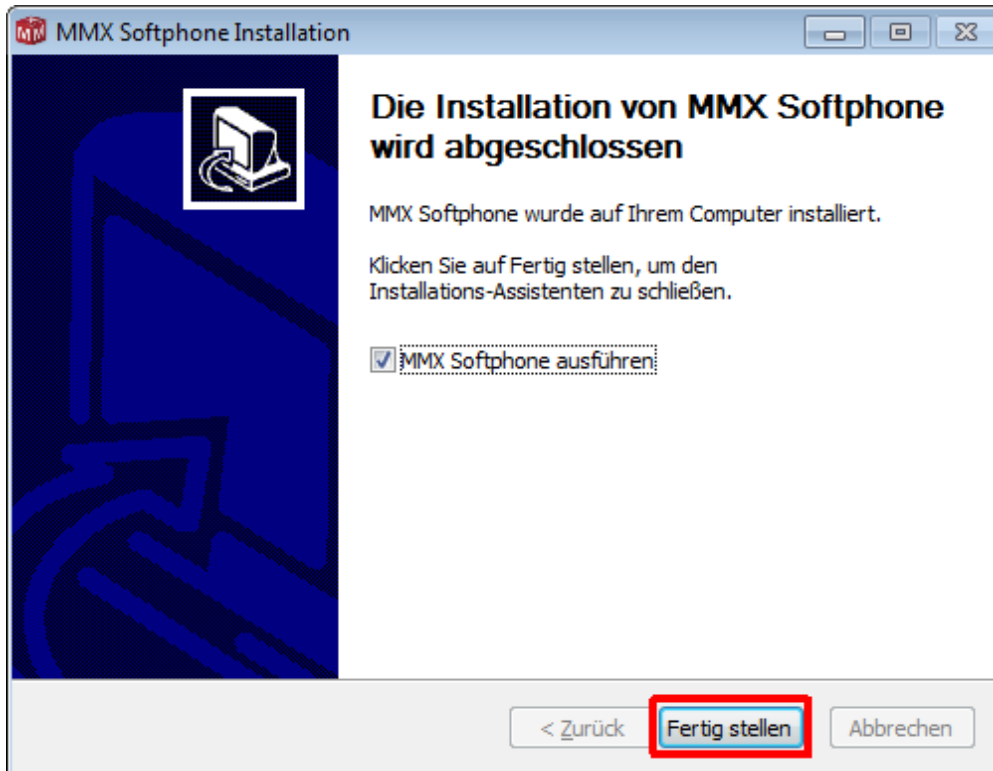 MMX Softphone Installation
Die Installation von MMX Softphone
wird abgeschlossen
MMX Softphone wurde auf Ihrem Computer installiert.
Klicken Sie auf Fertig stellen, um den
Installations-Assistenten zu schließen.
MMX Softphone ausführen
< Zurück Fertig stellen Abbrechen